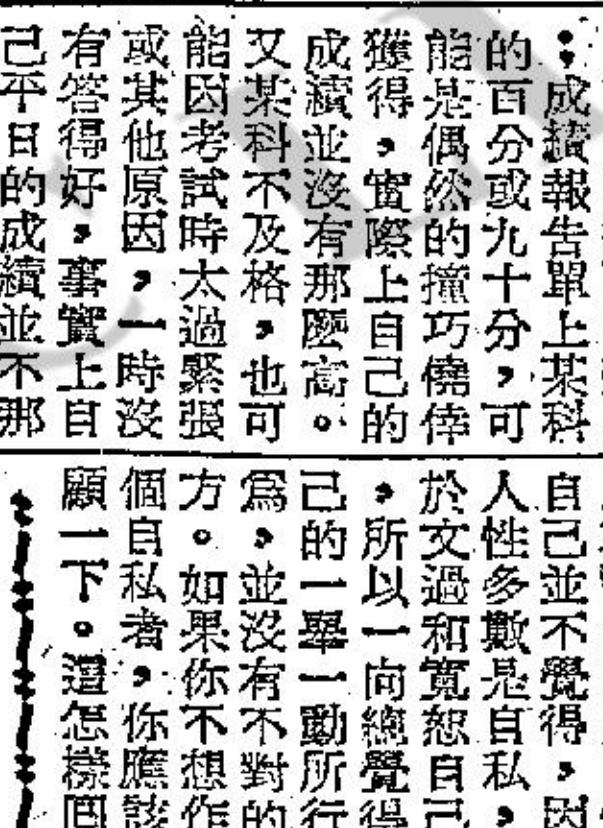 ：成績報告單上某科
的百分或九十分，可
能是偶然的撞巧僥倖
獲得，實際上自己的
成績並沒有那麼高。
又某科不及格，也可
能因考試時太過緊張
或其他原因，一時沒
有答得好，事實上自
己平日的成績並不那
自己並不覺得，因
人性多數是自私，
於文過和寬恕自己
，所以一向總覺得
己的一舉一動所行
爲，並沒有不對的
方。如果你不想作
個自私者，你應該
顧一下。這怎樣回